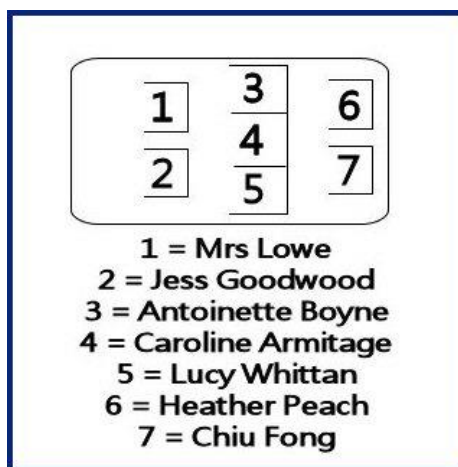 1 3 6
2 4 7
5
1 = Mrs Lowe
2 = Jess Goodwood
3 = Antoinette Boyne
4 = Caroline Armitage
5 = Lucy Whittan
6 = Heather Peach
7 = Chiu Fong